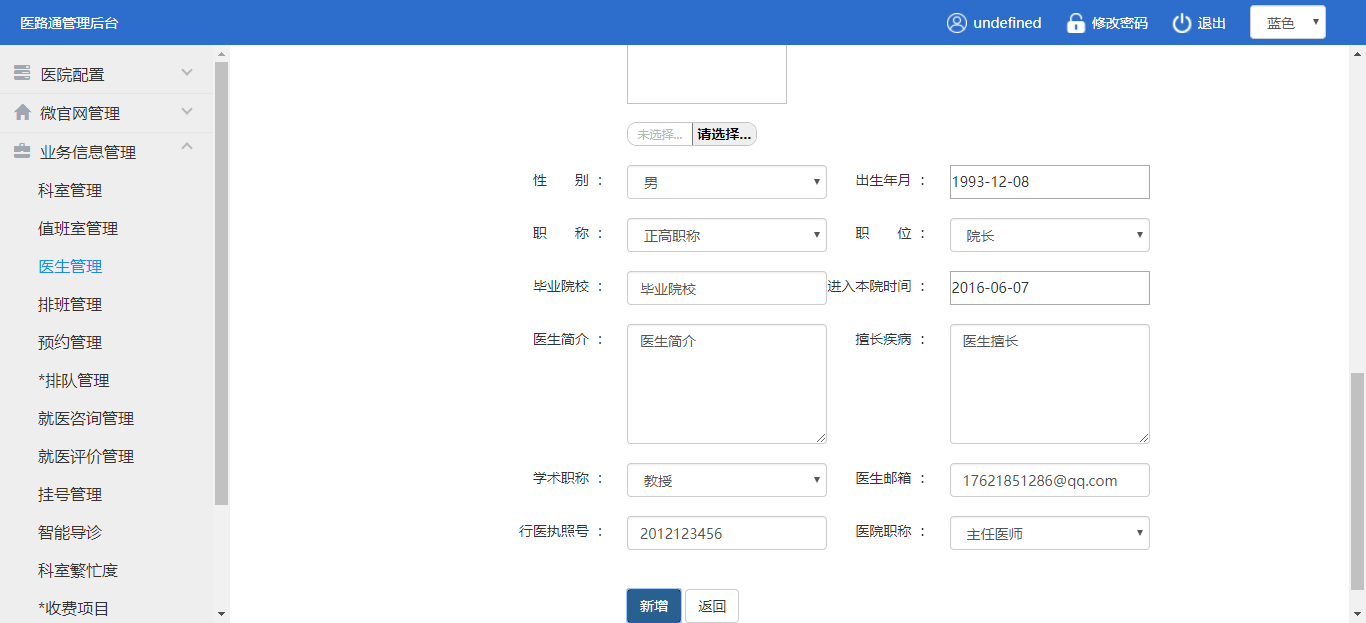 医路通管理后台 undefined 修改密码 退出 蓝色
医院配置
微官网管理
业务信息管理
科室管理
值班室管理
医生管理
排班管理
预约管理
*排队管理
就医咨询管理
就医评价管理
挂号管理
智能导诊
科室繁忙度
*收费项目
未选择... 请选择...
性 别 ： 男 出生年月 ： 1993-12-08
职 称 ： 正高职称 职 位 ： 院长
毕业院校 ： 毕业院校 进入本院时间 ： 2016-06-07
医生简介 ： 医生简介 擅长疾病 ： 医生擅长
学术职称 ： 教授 医生邮箱 ： 17621851286@qq.com
行医执照号 ： 2012123456 医院职称 ： 主任医师
新增 返回